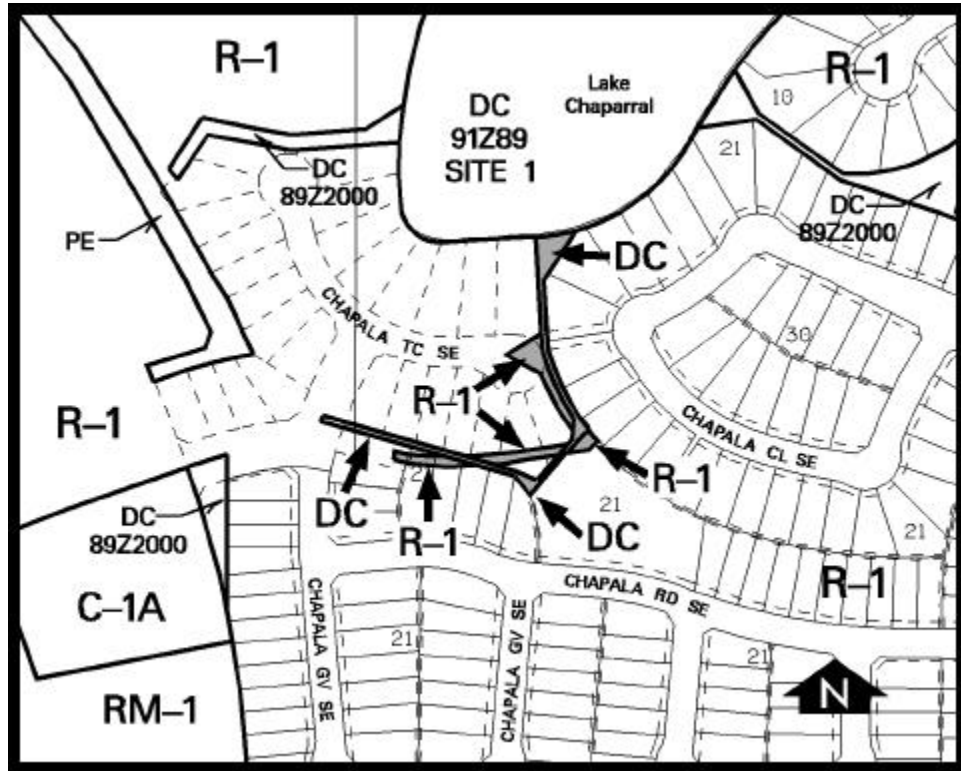 R-1
Lake
Chaparral
R-1
10
DC
91Z89
SITE 1
21
DC
89Z2000
DC
89Z2000
PE
DC
CHAPALA TC SE
30
R-1
R-1
CHAPALA CL SE
R-1
DC
21
DC
89Z2000
R-1
21
DC
21
CHAPALA RD SE
R-1
C-1A
CHAPALA GV SE
CHAPALA GV SE
21
21
RM-1
N